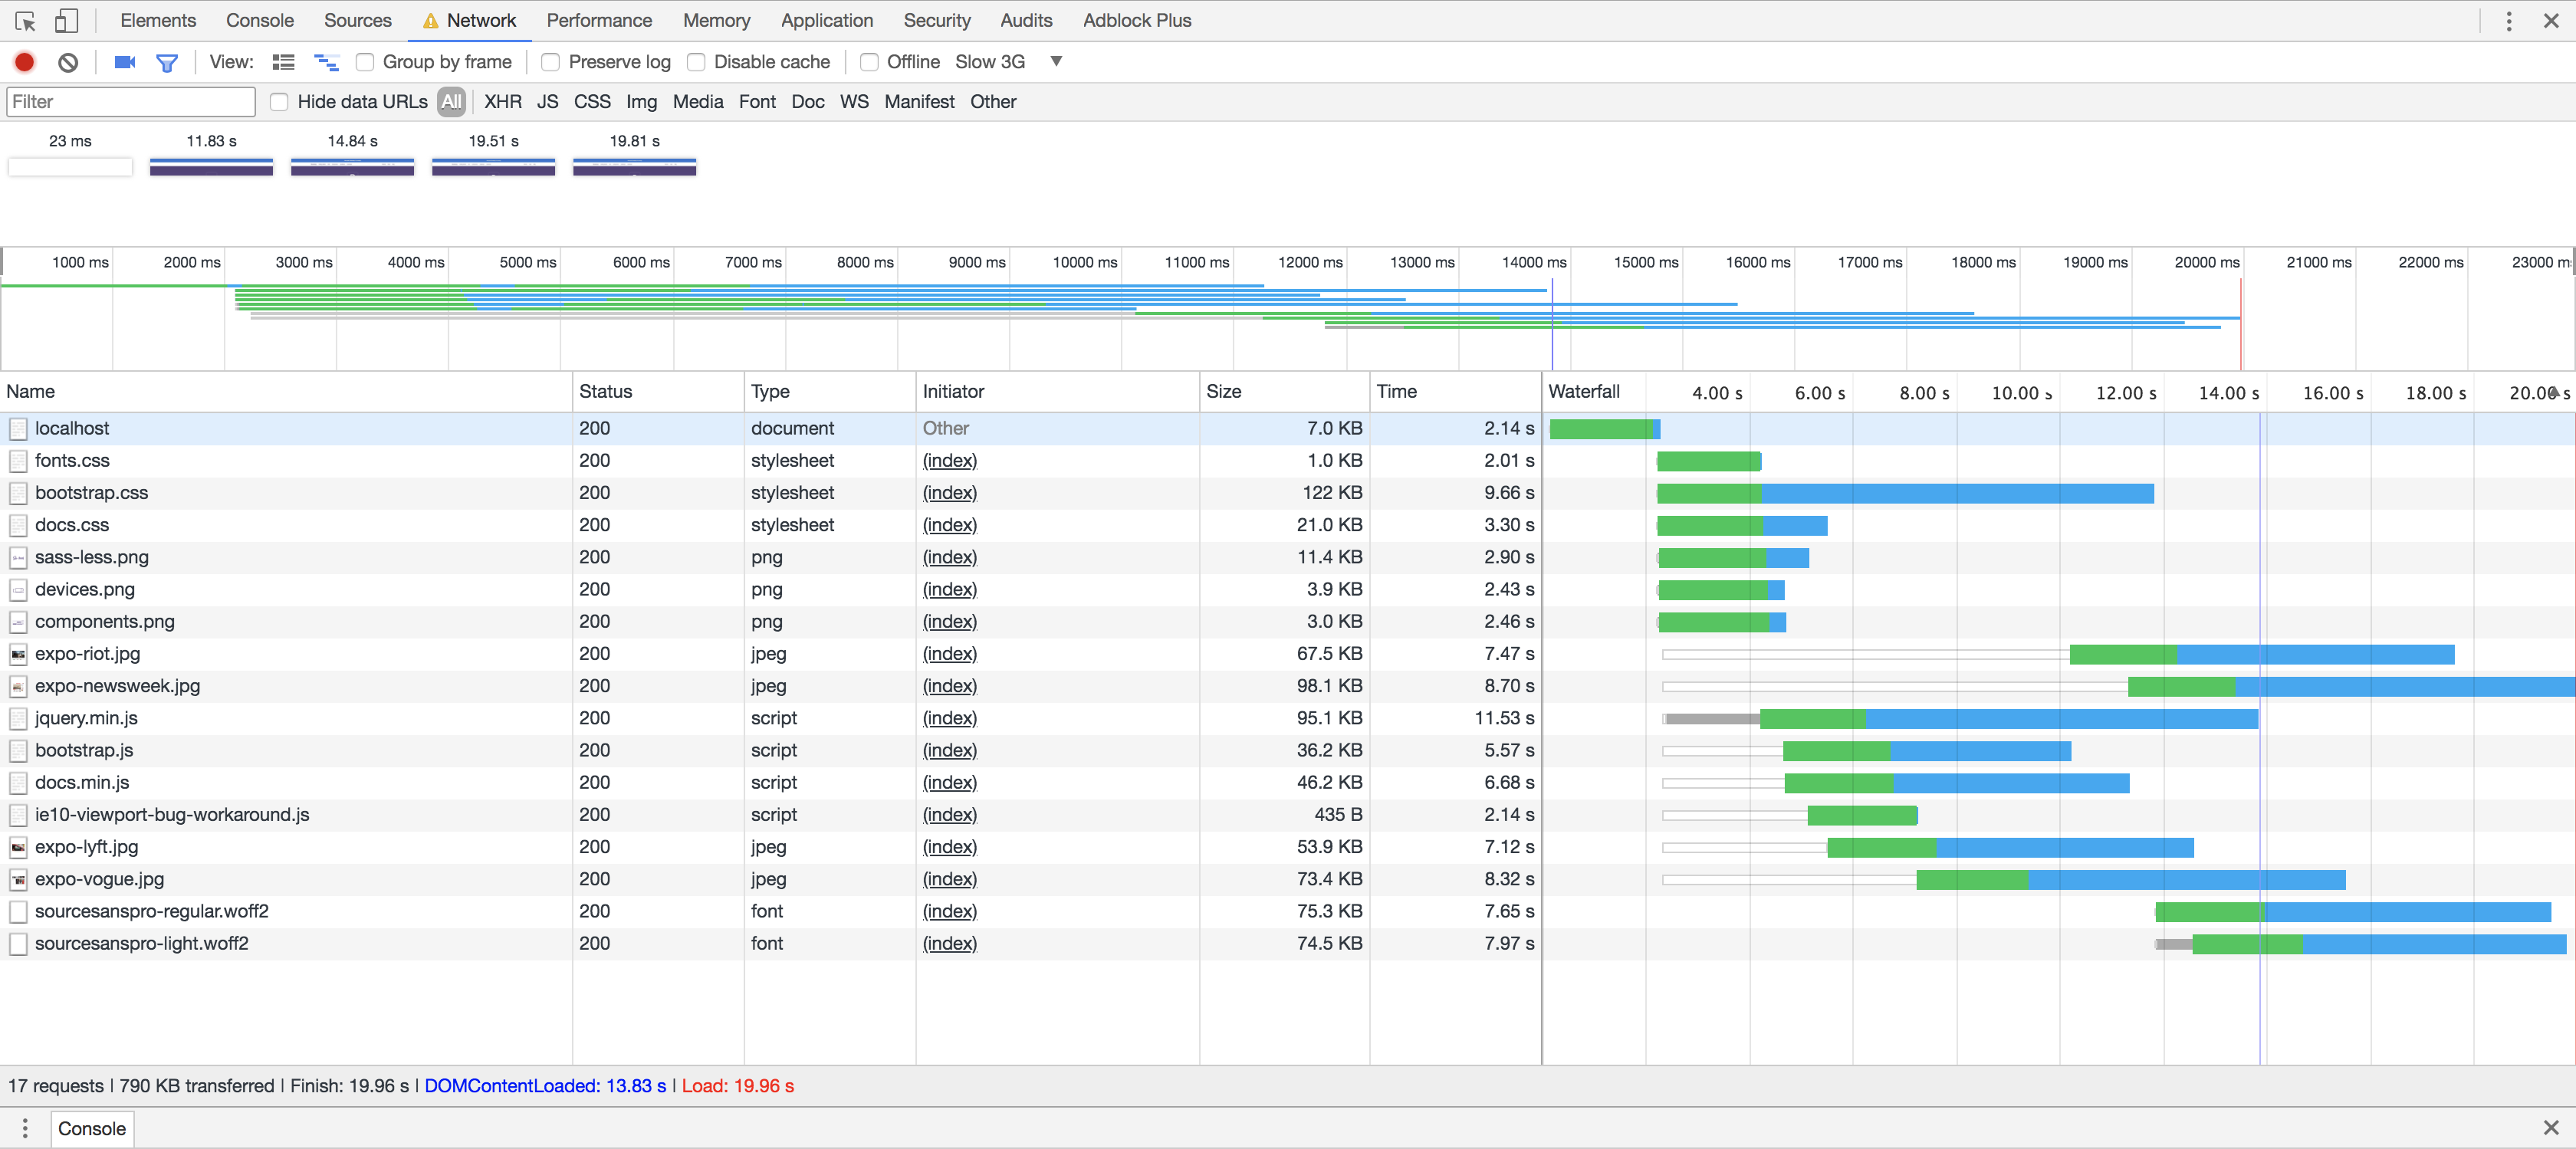 Elements Console Sources Network Performance Memory Application Security Audits Adblock Plus
View: Group by frame Preserve log Disable cache Offline Slow 3G
Filter Hide data URLs All XHR JS CSS Img Media Font Doc WS Manifest Other
23 ms 11.83 s 14.84 s 19.51 s 19.81 s
1000 ms 2000 ms 3000 ms 4000 ms 5000 ms 6000 ms 7000 ms 8000 ms 9000 ms 10000 ms 11000 ms 12000 ms 13000 ms 14000 ms 15000 ms 16000 ms 17000 ms 18000 ms 19000 ms 20000 ms 21000 ms 22000 ms 23000 m
Name Status Type Initiator Size Time Waterfall 4.00 s 6.00 s 8.00 s 10.00 s 12.00 s 14.00 s 16.00 s 18.00 s 20.00 s
localhost 200 document Other 7.0 KB 2.14 s
fonts.css 200 stylesheet (index) 1.0 KB 2.01 s
bootstrap.css 200 stylesheet (index) 122 KB 9.66 s
docs.css 200 stylesheet (index) 21.0 KB 3.30 s
sass-less.png 200 png (index) 11.4 KB 2.90 s
devices.png 200 png (index) 3.9 KB 2.43 s
components.png 200 png (index) 3.0 KB 2.46 s
expo-riot.jpg 200 jpeg (index) 67.5 KB 7.47 s
expo-newsweek.jpg 200 jpeg (index) 98.1 KB 8.70 s
jquery.min.js 200 script (index) 95.1 KB 11.53 s
bootstrap.js 200 script (index) 36.2 KB 5.57 s
docs.min.js 200 script (index) 46.2 KB 6.68 s
ie10-viewport-bug-workaround.js 200 script (index) 435 B 2.14 s
expo-lyft.jpg 200 jpeg (index) 53.9 KB 7.12 s
expo-vogue.jpg 200 jpeg (index) 73.4 KB 8.32 s
sourcesanspro-regular.woff2 200 font (index) 75.3 KB 7.65 s
sourcesanspro-light.woff2 200 font (index) 74.5 KB 7.97 s
17 requests | 790 KB transferred | Finish: 19.96 s | DOMContentLoaded: 13.83 s | Load: 19.96 s
Console